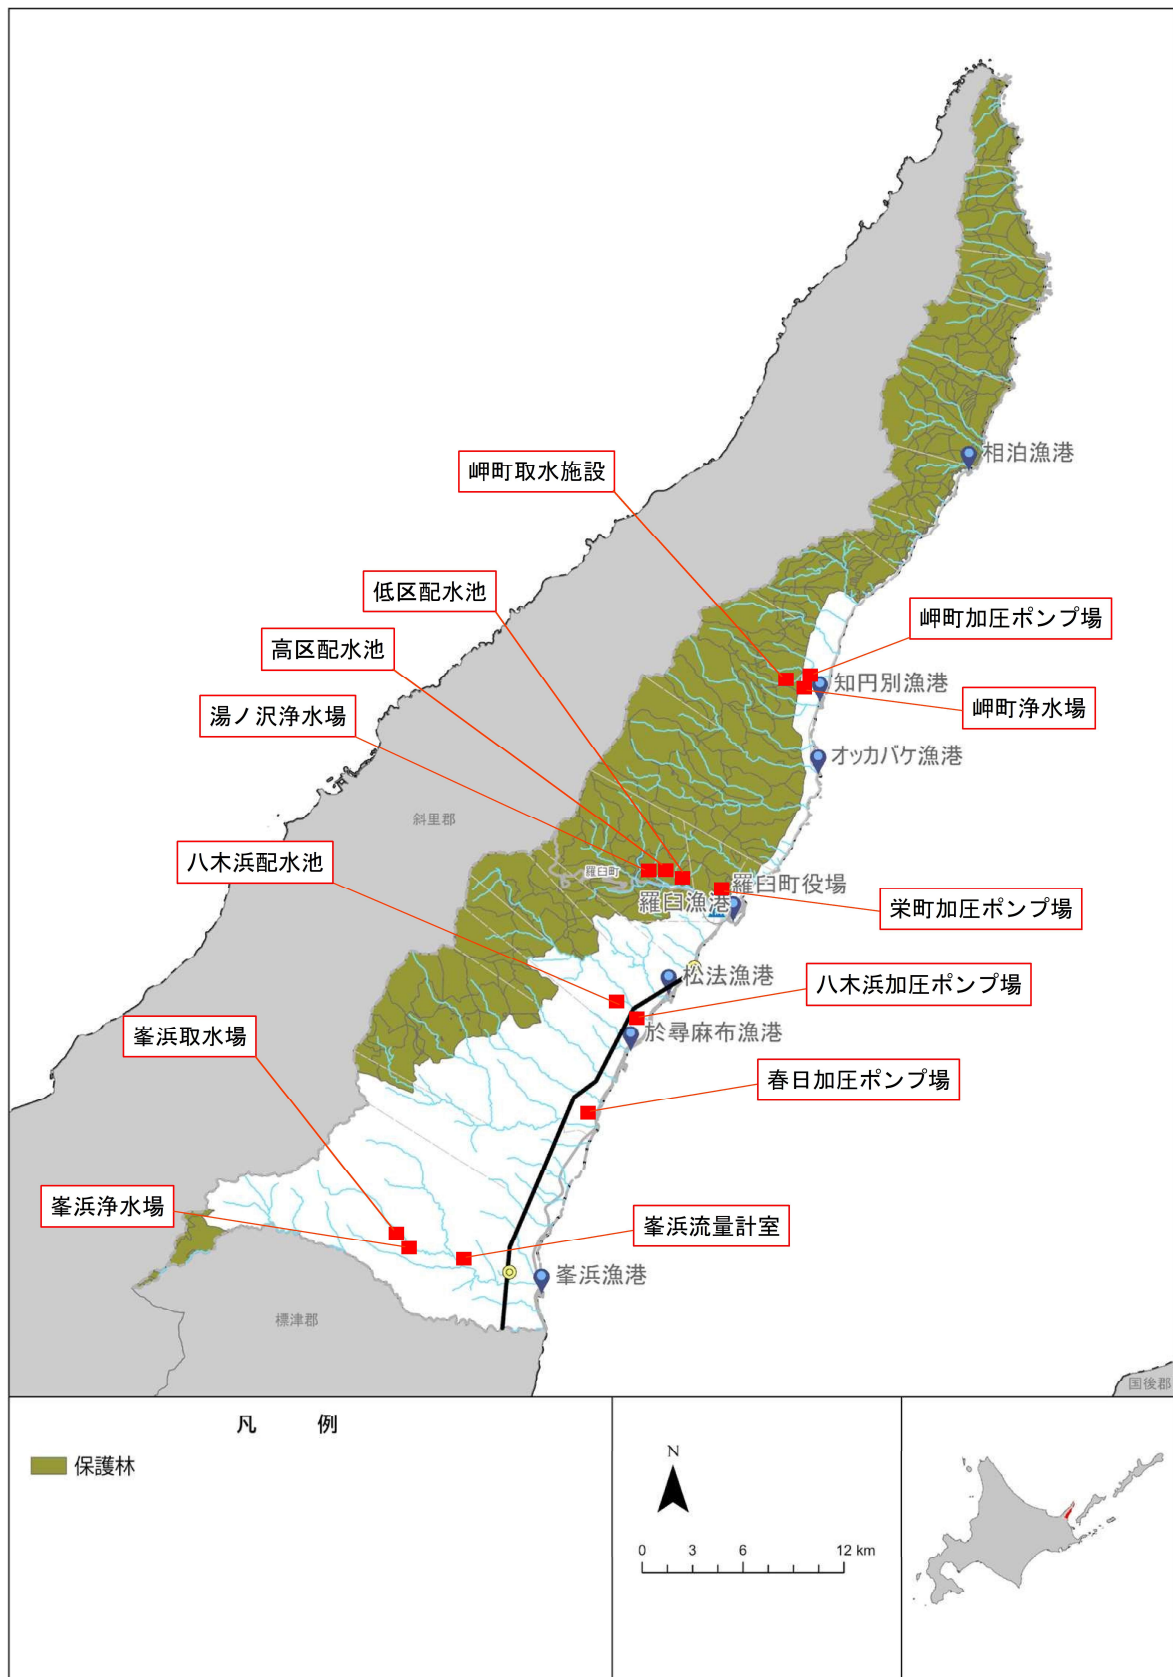 相泊漁港
岬町取水施設
低区配水池
岬町加圧ポンプ場
高区配水池
知円別漁港
湯ノ沢浄水場
岬町浄水場
オッカバケ漁港
斜里郡
八木浜配水池
羅臼町
羅臼町役場
羅臼漁港
栄町加圧ポンプ場
松法漁港
八木浜加圧ポンプ場
峯浜取水場
於尋麻布漁港
春日加圧ポンプ場
峯浜浄水場
峯浜流量計室
峯浜漁港
標津郡
国後郡
凡 例
保護林
N
0 3 6 12 km